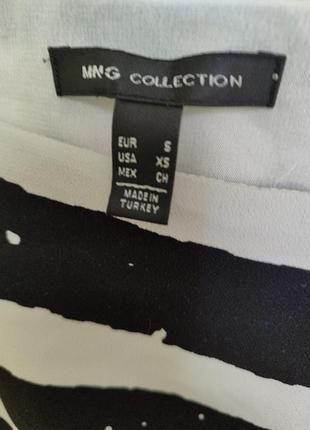 MNG COLLECTION
EUR S
USA XS
MEX CH
MADE IN
TURKEY